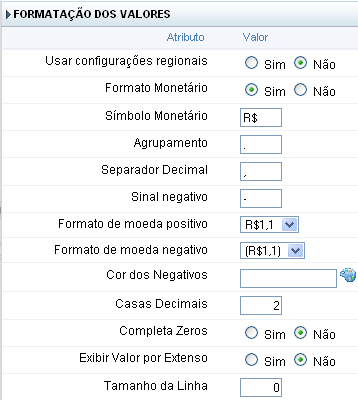 FORMATAÇÃO DOS VALORES
Atributo Valor
Usar configurações regionais Sim Não
Formato Monetário Sim Não
Símbolo Monetário R$
Agrupamento .
Separador Decimal ,
Sinal negativo -
Formato de moeda positivo R$1,1
Formato de moeda negativo (R$1,1)
Cor dos Negativos
Casas Decimais 2
Completa Zeros Sim Não
Exibir Valor por Extenso Sim Não
Tamanho da Linha 0